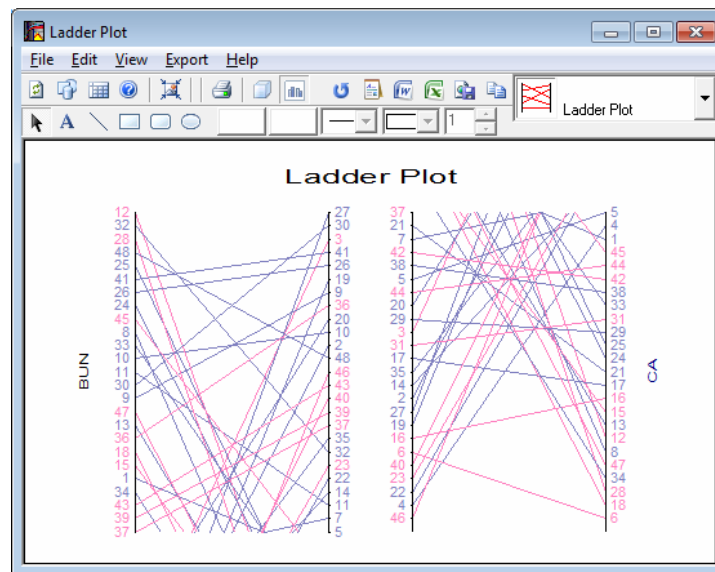 Ladder Plot
File Edit View Export Help
Ladder Plot
1
Ladder Plot
12 27 37 5
32 30 21 4
28 3 7 1
48 41 42 45
25 26 38 44
41 19 5 42
26 9 44 38
24 36 20 33
45 20 29 31
8 10 3 29
33 2 31 25
10 48 17 24
11 46 35 21
30 43 14 17
9 40 2 16
47 39 27 15
13 37 19 13
36 35 16 12
18 32 6 8
15 23 40 47
1 22 23 34
34 14 22 28
43 11 4 18
39 7 46 6
37 5
BUN
CA